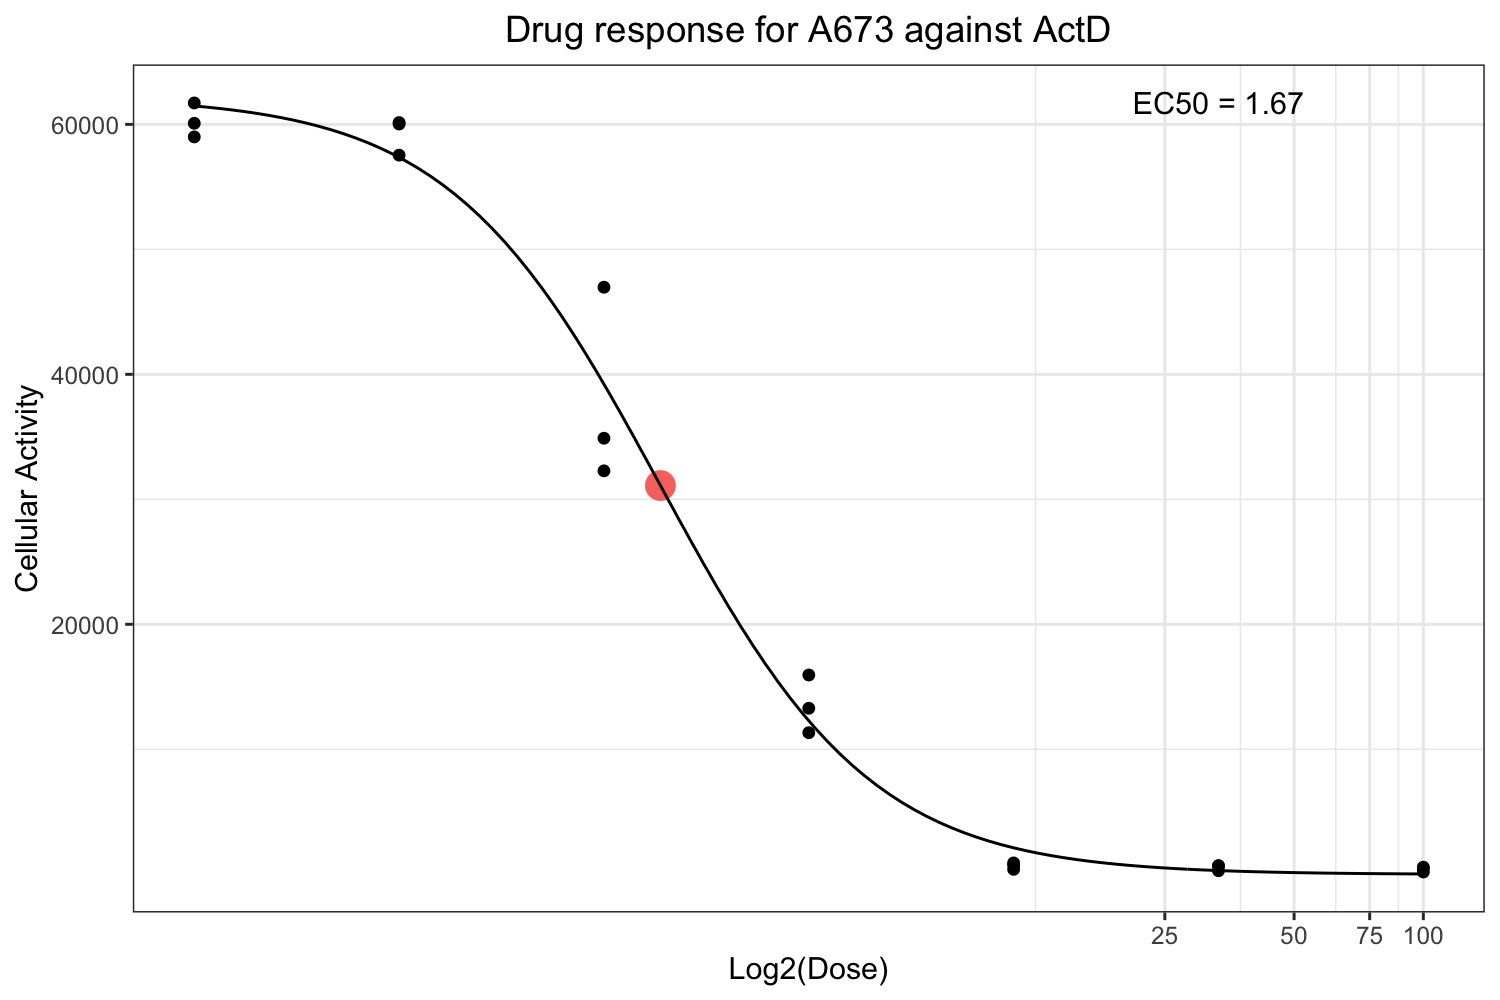 Drug response for A673 against ActD
EC50 = 1.67
60000
40000
20000
Cellular Activity
25 50 75 100
Log2(Dose)